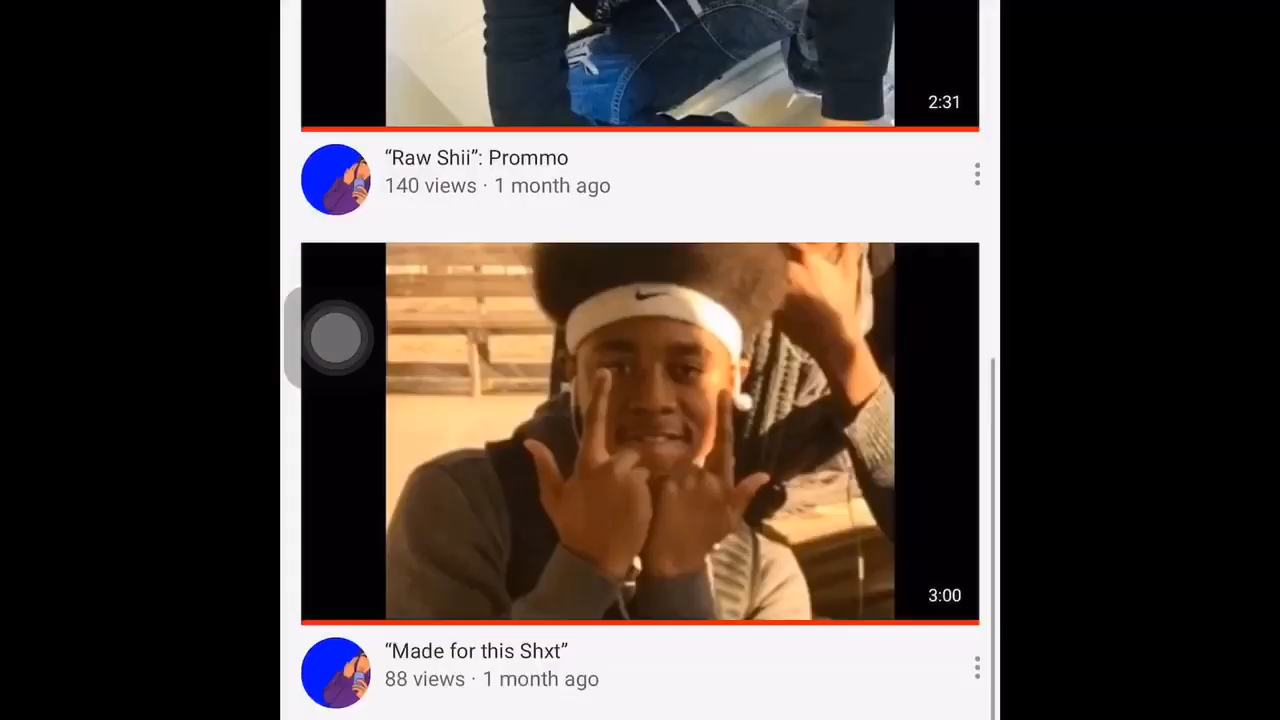 2:31
“Raw Shii”: Prommo
140 views · 1 month ago
3:00
“Made for this Shxt”
88 views · 1 month ago